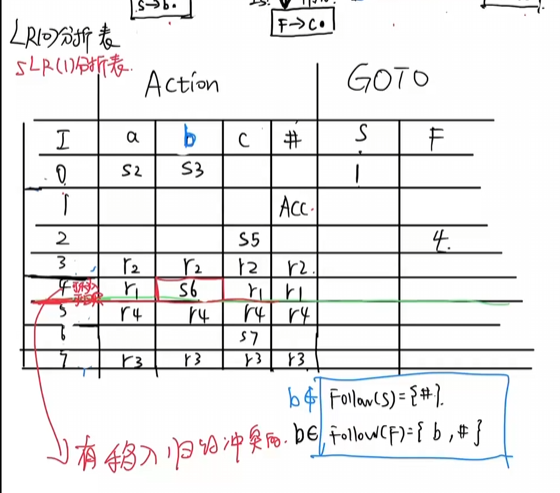 S→b.
F→c.
LR(0)分析表
SLR(1)分析表.
Action GOTO
I a b c # S F
0 S2 S3 1
1 Acc.
2 S5 4.
3 r2 r2 r2 r2.
4 r1 S6 r1 r1
5 r4 r4 r4 r4
6 S7
7 r3 r3 r3 r3.
b∉ Follow(S)={#}.
b∈ Follow(F)={b,#}
有移入归约冲突